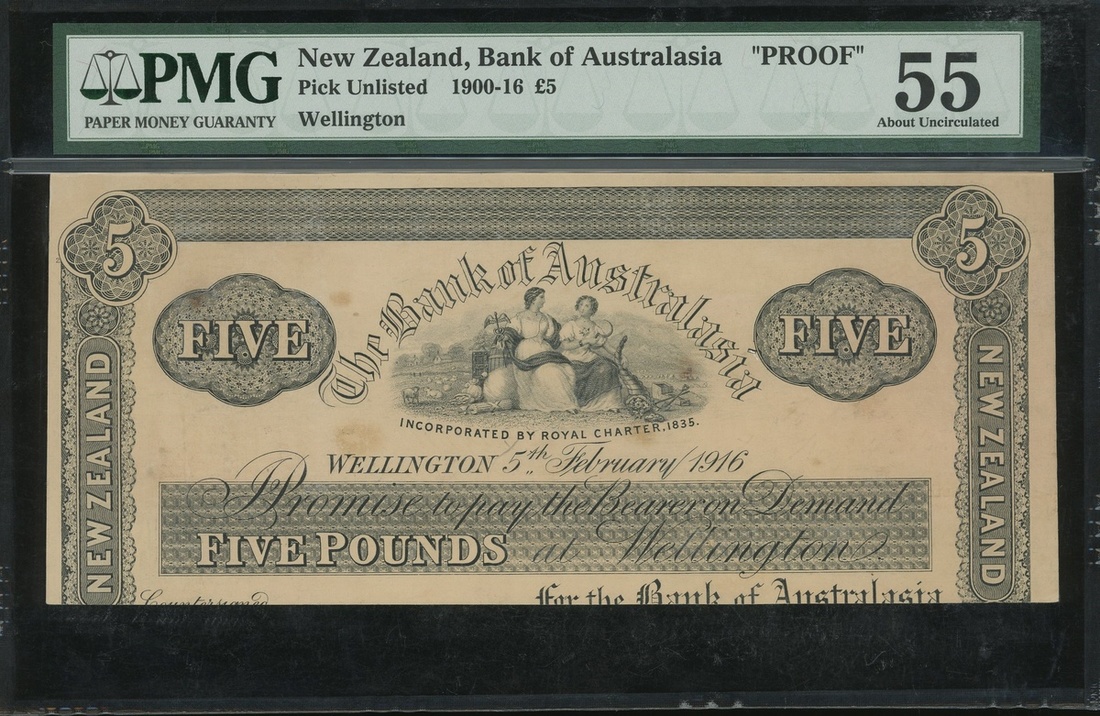 PMG
PAPER MONEY GUARANTY
New Zealand, Bank of Australasia "PROOF"
Pick Unlisted 1900-16 £5
Wellington
55
About Uncirculated
5
5
FIVE
The Bank of Australasia
FIVE
INCORPORATED BY ROYAL CHARTER, 1835.
NEW ZEALAND
NEW ZEALAND
WELLINGTON 5th February 1916
I Promise to pay the Bearer on Demand
FIVE POUNDS at Wellington
Countersigned
For the Bank of Australasia